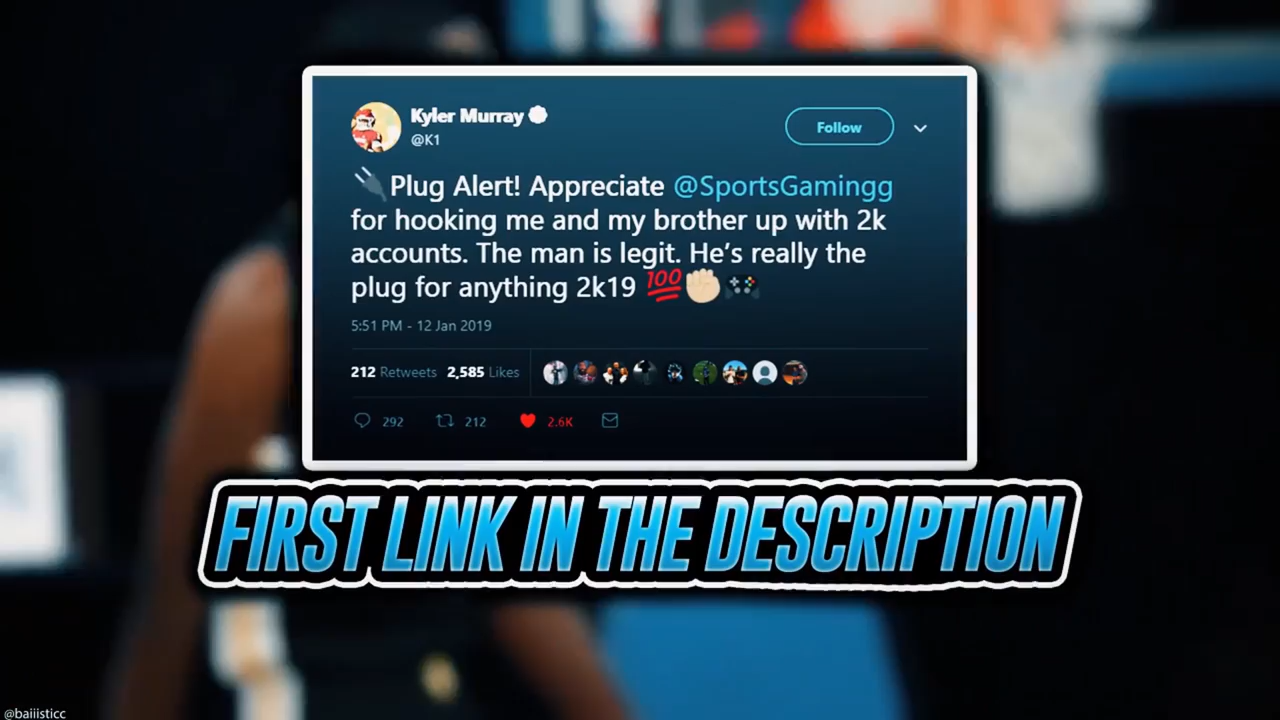 Kyler Murray
@K1
Follow
🔌Plug Alert! Appreciate @SportsGamingg
for hooking me and my brother up with 2k
accounts. The man is legit. He’s really the
plug for anything 2k19 💯✊🏼🎮
5:51 PM - 12 Jan 2019
212 Retweets 2,585 Likes
292 212 2.6K
FIRST LINK IN THE DESCRIPTION
@baiiisticc